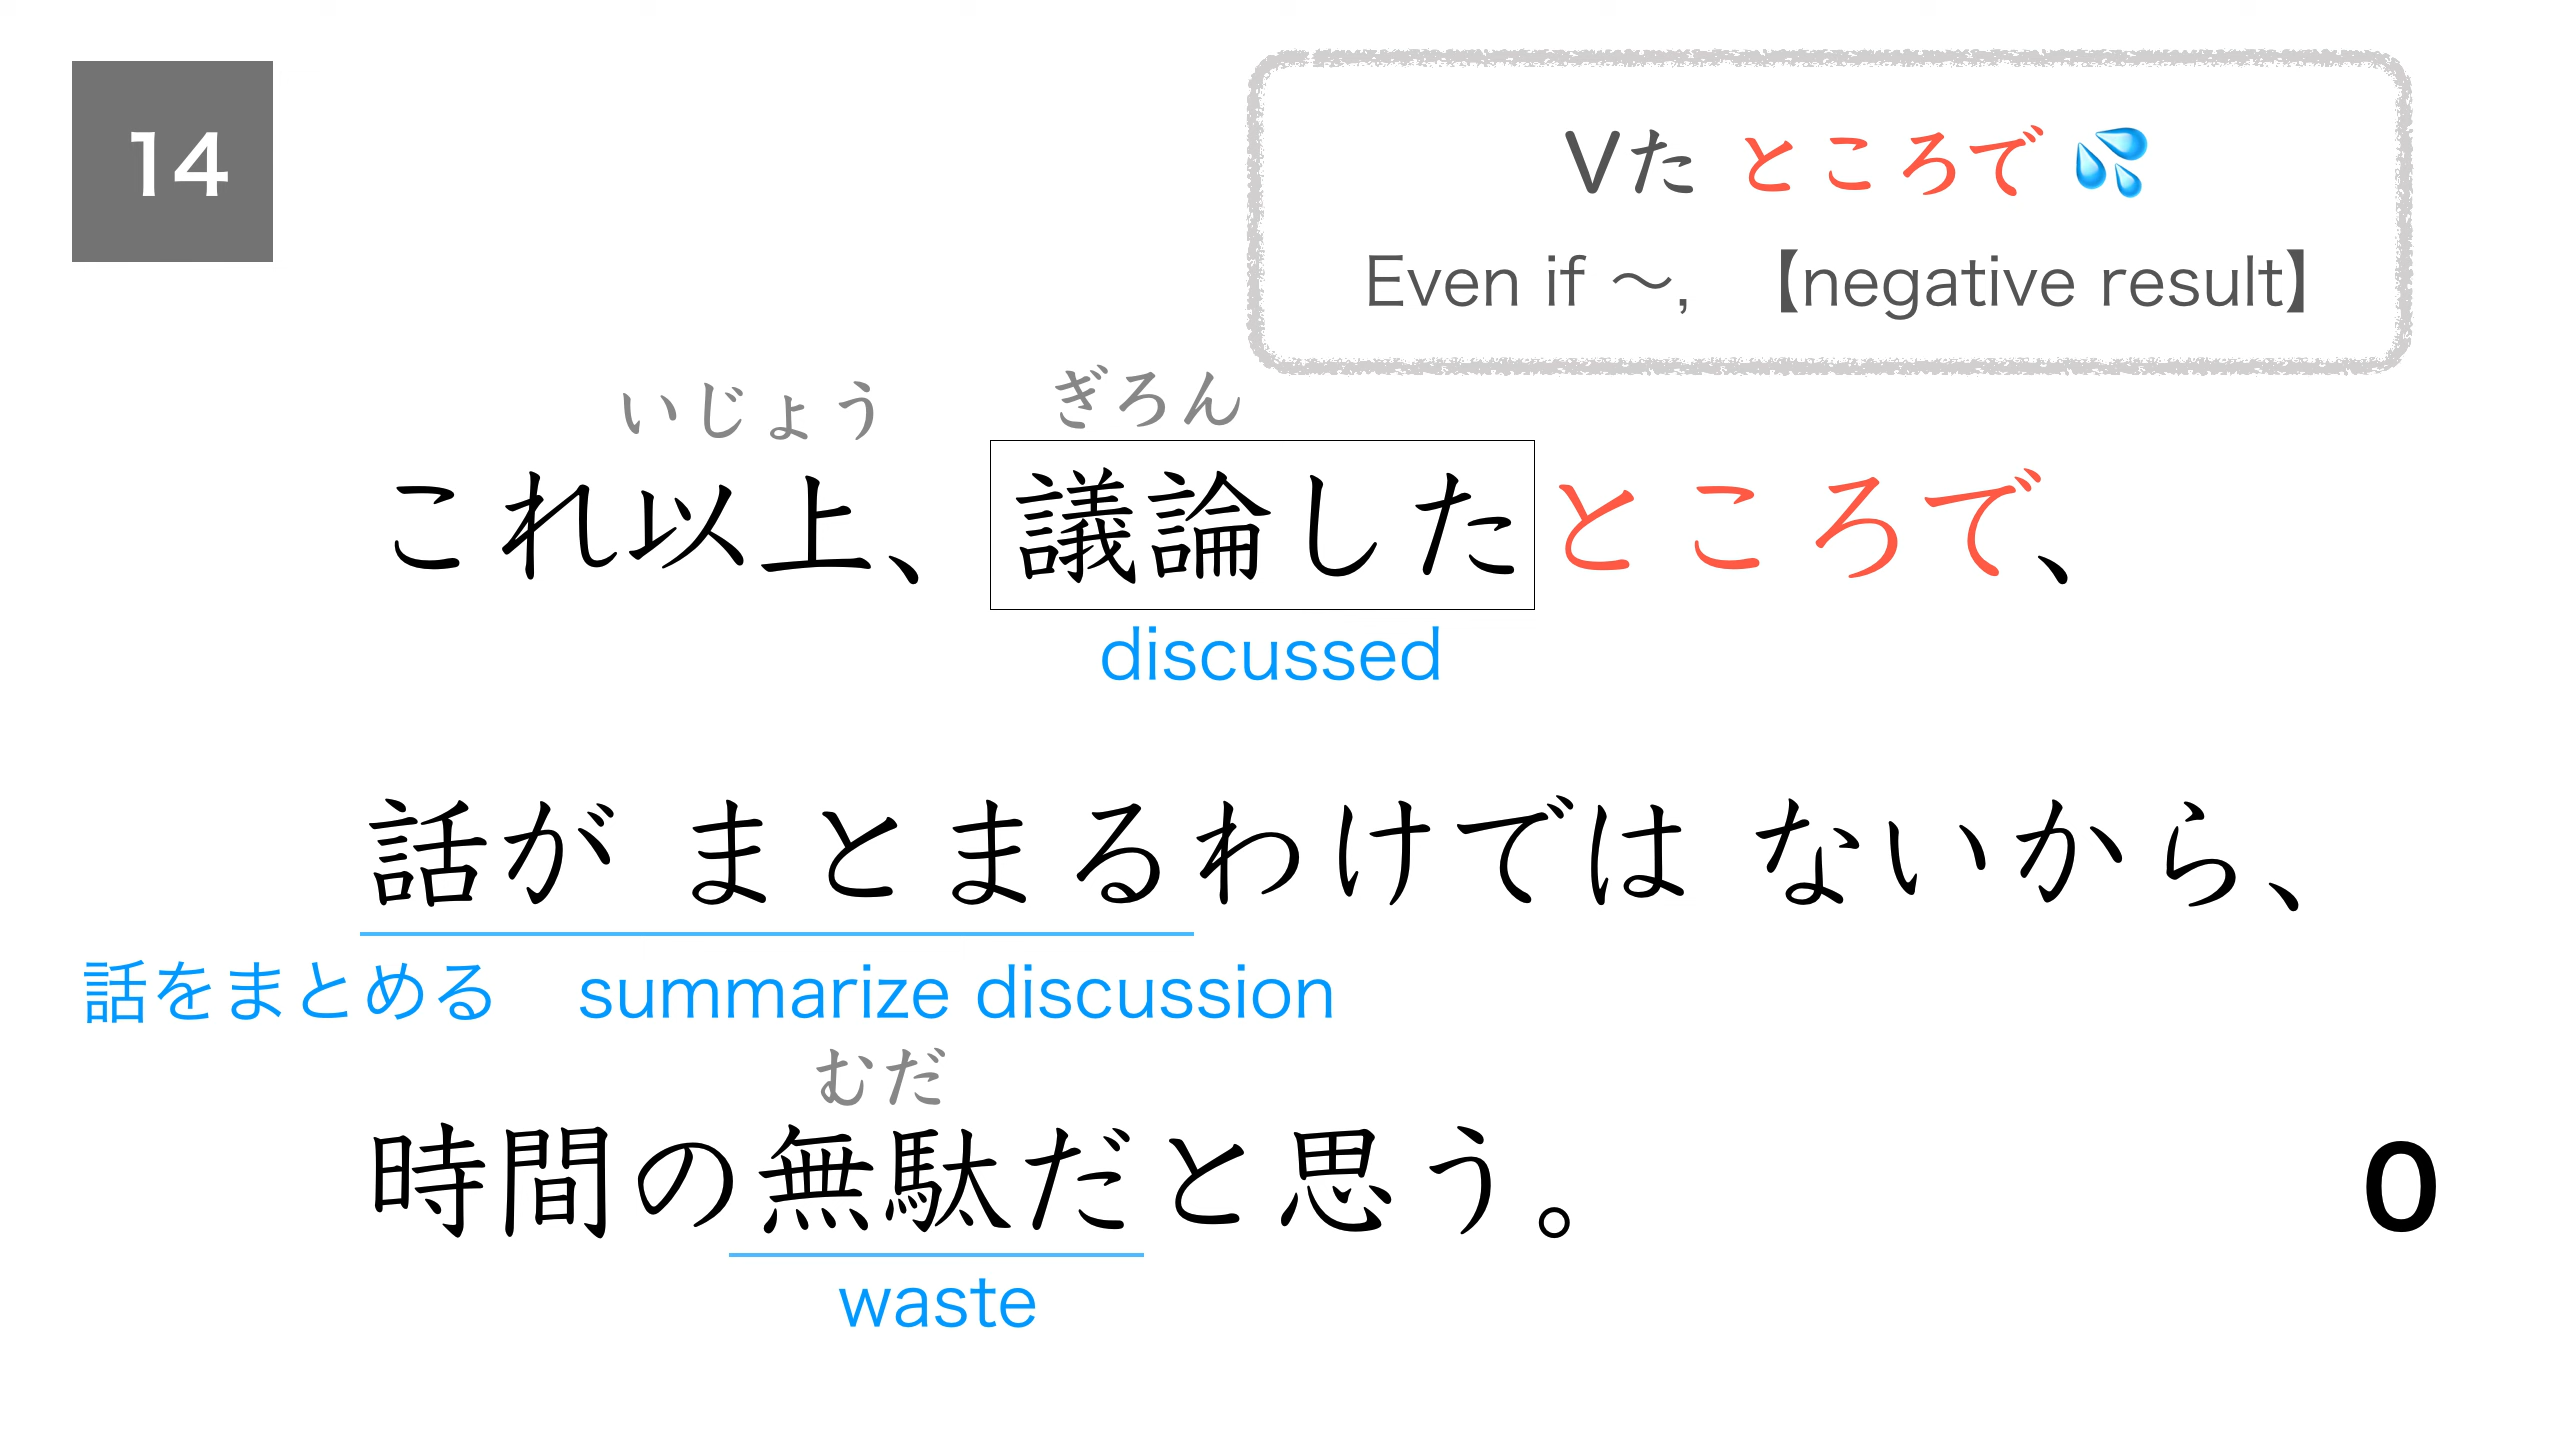 14
Vた ところで 💦
Even if 〜, 【negative result】
いじょう ぎろん
これ以上、議論したところで、
discussed
話が まとまるわけでは ないから、
話をまとめる summarize discussion
むだ
時間の無駄だと思う。
0
waste